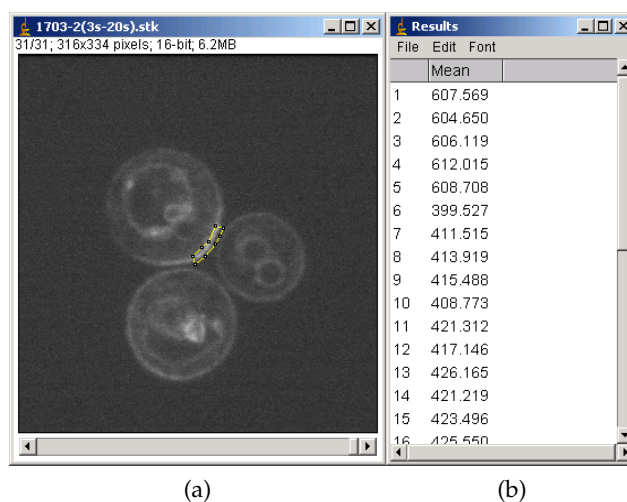 1703-2(3s-20s).stk
31/31; 316x334 pixels; 16-bit; 6.2MB
Results
File Edit Font
Mean
1 607.569
2 604.650
3 606.119
4 612.015
5 608.708
6 399.527
7 411.515
8 413.919
9 415.488
10 408.773
11 421.312
12 417.146
13 426.165
14 421.219
15 423.496
16 425.550
(a)
(b)